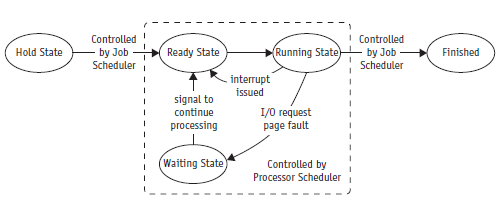 Hold State
Controlled
by Job
Scheduler
Ready State
Running State
Controlled
by Job
Scheduler
Finished
interrupt
issued
signal to
continue
processing
I/O request
page fault
Waiting State
Controlled by
Processor Scheduler